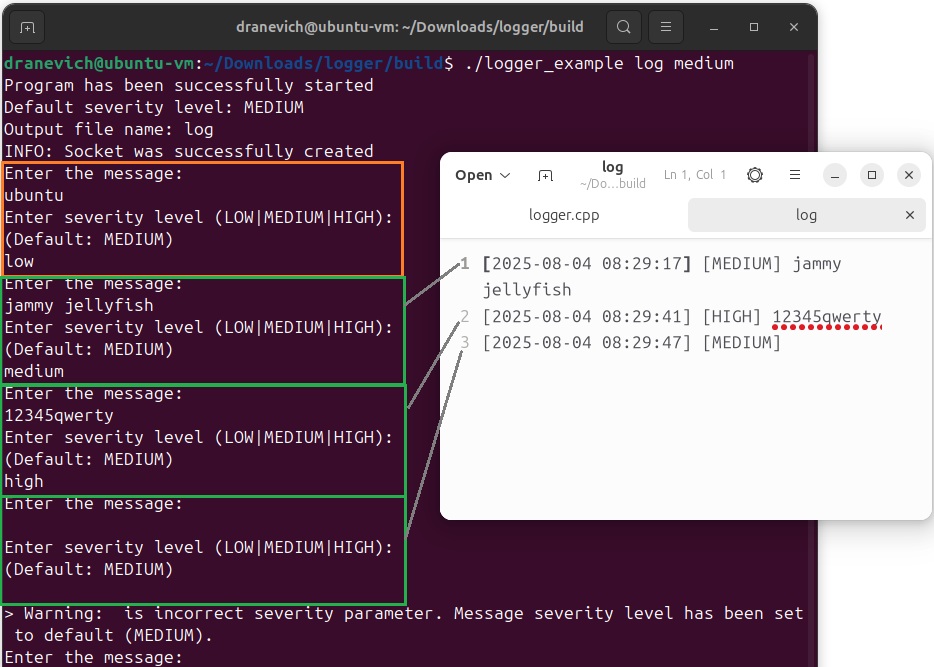 dranevich@ubuntu-vm: ~/Downloads/logger/build
dranevich@ubuntu-vm:~/Downloads/logger/build$ ./logger_example log medium
Program has been successfully started
Default severity level: MEDIUM
Output file name: log
INFO: Socket was successfully created
Enter the message:
ubuntu
Enter severity level (LOW|MEDIUM|HIGH):
(Default: MEDIUM)
low
Enter the message:
jammy jellyfish
Enter severity level (LOW|MEDIUM|HIGH):
(Default: MEDIUM)
medium
Enter the message:
12345qwerty
Enter severity level (LOW|MEDIUM|HIGH):
(Default: MEDIUM)
high
Enter the message:
Enter severity level (LOW|MEDIUM|HIGH):
(Default: MEDIUM)
> Warning:  is incorrect severity parameter. Message severity level has been set
 to default (MEDIUM).
Enter the message:
Open
log
~/Do…build
Ln 1, Col 1
logger.cpp
log
1 [2025-08-04 08:29:17] [MEDIUM] jammy
jellyfish
2 [2025-08-04 08:29:41] [HIGH] 12345qwerty
3 [2025-08-04 08:29:47] [MEDIUM]